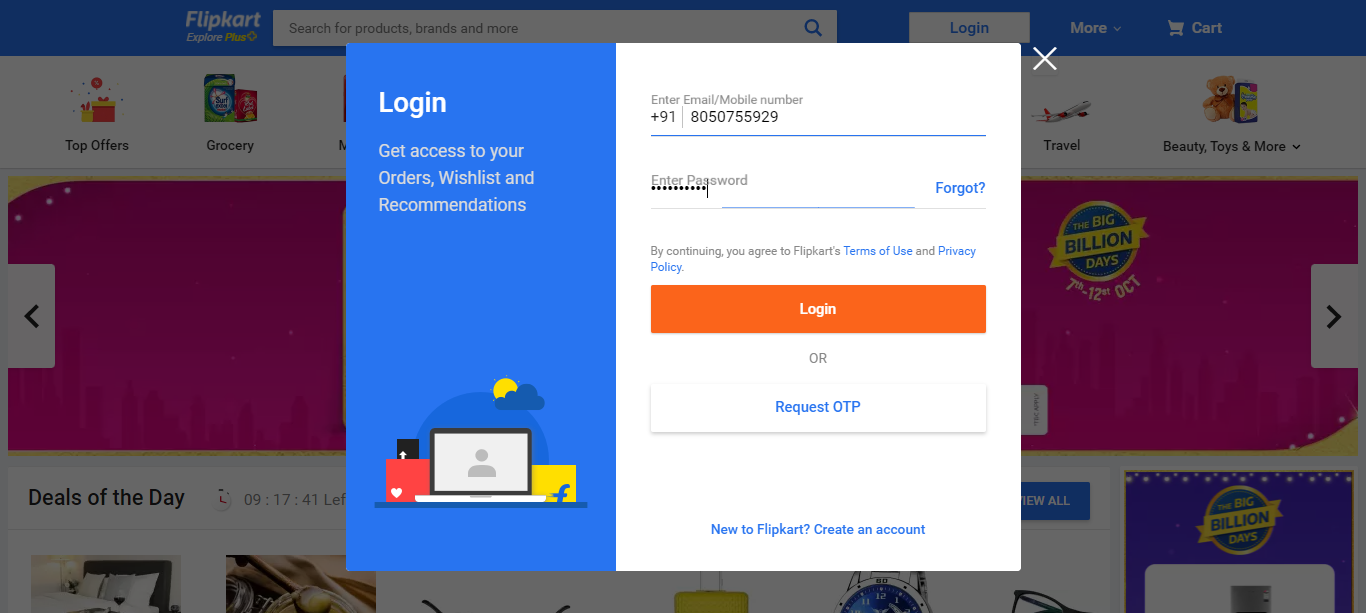 Flipkart
Explore Plus
Search for products, brands and more
Login
More
Cart
Top Offers
Grocery
M
Travel
Beauty, Toys & More
Login
Get access to your
Orders, Wishlist and
Recommendations
Enter Email/Mobile number
+91 8050755929
Enter Password
••••••••••
Forgot?
By continuing, you agree to Flipkart's Terms of Use and Privacy
Policy.
Login
OR
Request OTP
New to Flipkart? Create an account
THE BIG
BILLION
DAYS
7th-12st OCT
Deals of the Day
09 : 17 : 41 Lef
VIEW ALL
THE BIG
BILLION
DAYS
60